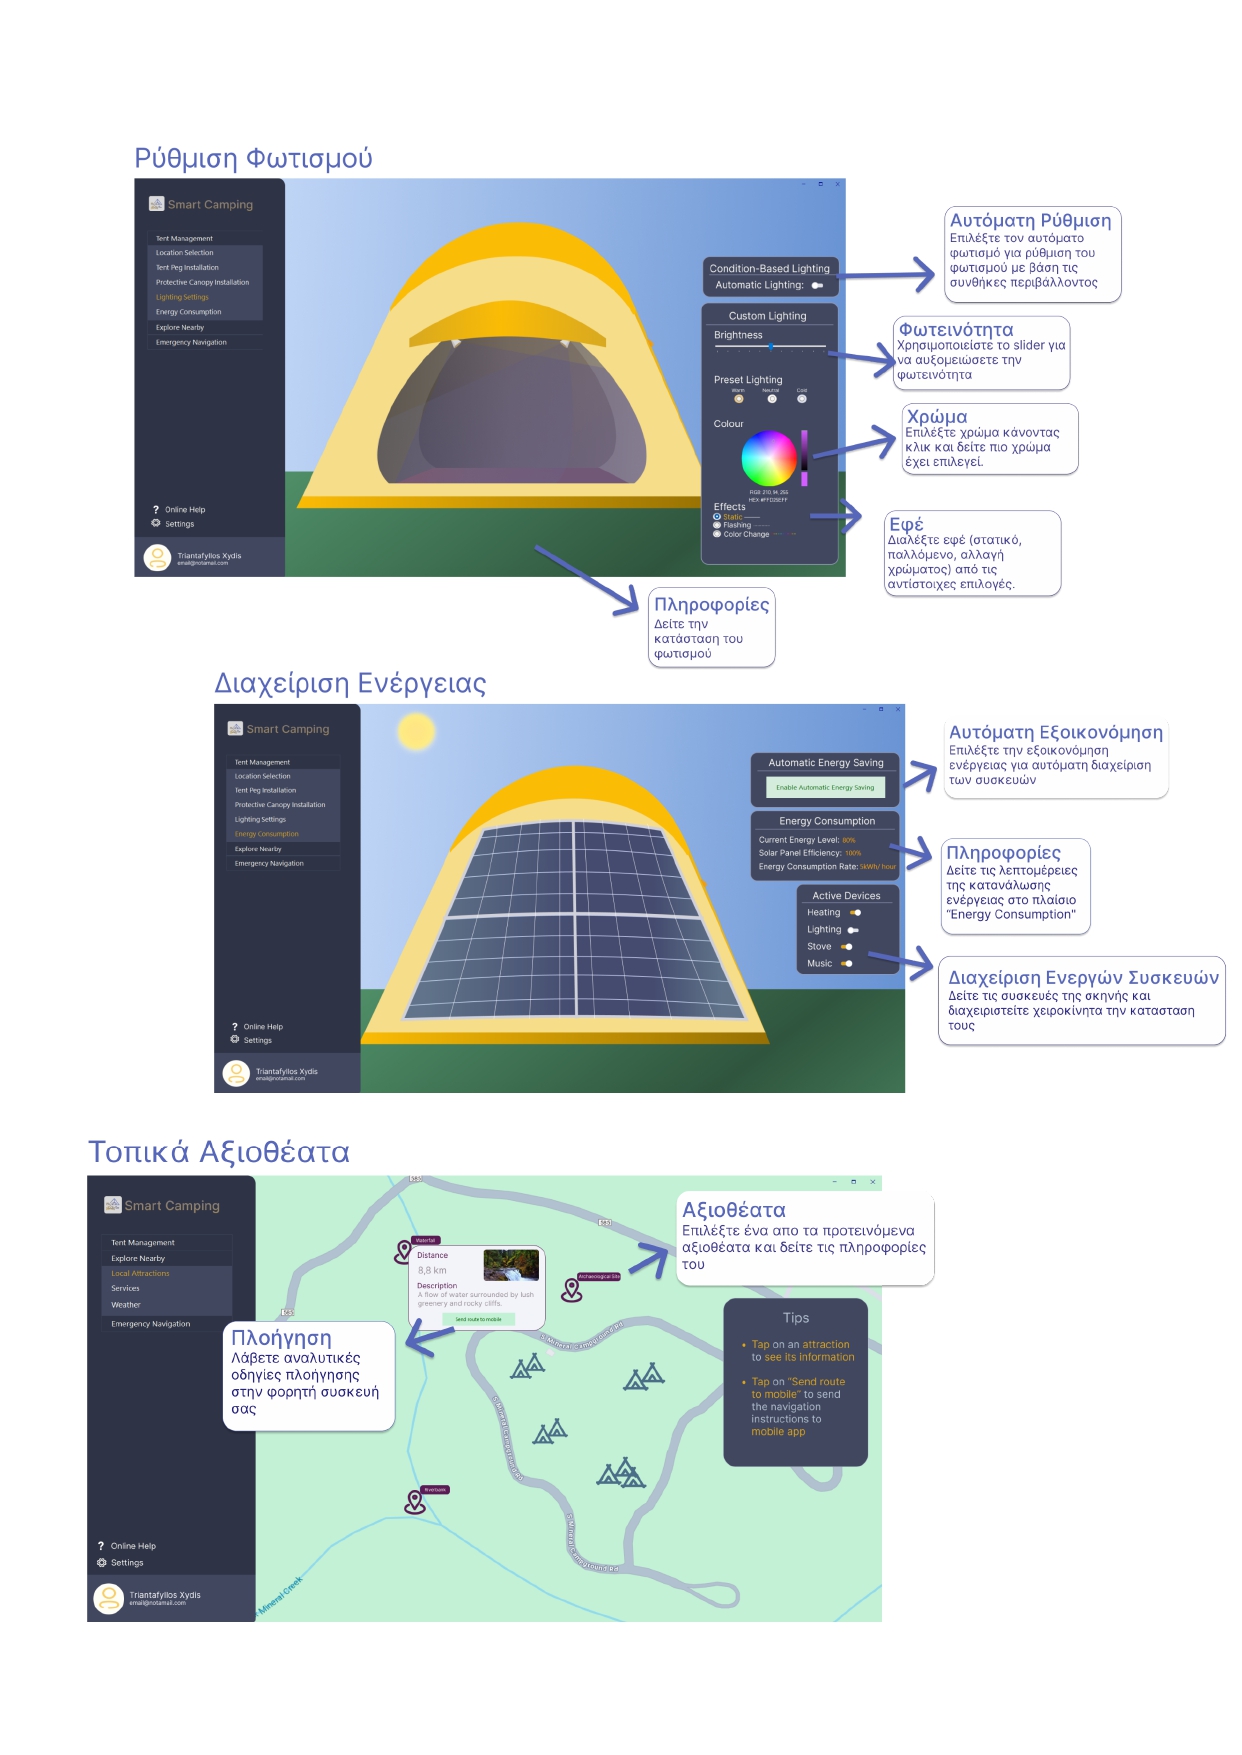 Ρύθμιση Φωτισμού
Smart Camping
Tent Management
Location Selection
Tent Peg Installation
Protective Canopy Installation
Lighting Settings
Energy Consumption
Explore Nearby
Emergency Navigation
? Online Help
Settings
Triantafyllos Xydis
email@notamail.com
Condition-Based Lighting
Automatic Lighting:
Custom Lighting
Brightness
Preset Lighting
Warm Neutral Cold
Colour
RGB 210, 94, 255
HEX #FFD25EFF
Effects
Static
Flashing
Color Change
Αυτόματη Ρύθμιση
Επιλέξτε τον αυτόματο
φωτισμό για ρύθμιση του
φωτισμού με βάση τις
συνθήκες περιβάλλοντος
Φωτεινότητα
Χρησιμοποιείστε το slider για
να αυξομειώσετε την
φωτεινότητα
Χρώμα
Επιλέξτε χρώμα κάνοντας
κλικ και δείτε πιο χρώμα
έχει επιλεγεί.
Εφέ
Διαλέξτε εφέ (στατικό,
παλλόμενο, αλλαγή
χρώματος) από τις
αντίστοιχες επιλογές.
Πληροφορίες
Δείτε την
κατάσταση του
φωτισμού
Διαχείριση Ενέργειας
Smart Camping
Tent Management
Location Selection
Tent Peg Installation
Protective Canopy Installation
Lighting Settings
Energy Consumption
Explore Nearby
Emergency Navigation
? Online Help
Settings
Triantafyllos Xydis
email@notamail.com
Automatic Energy Saving
Enable Automatic Energy Saving
Energy Consumption
Current Energy Level: 80%
Solar Panel Efficiency: 100%
Energy Consumption Rate: 5kWh/ hour
Active Devices
Heating
Lighting
Stove
Music
Αυτόματη Εξοικονόμηση
Επιλέξτε την εξοικονόμηση
ενέργειας για αυτόματη διαχείριση
των συσκευών
Πληροφορίες
Δείτε τις λεπτομέρειες
της κατανάλωσης
ενέργειας στο πλαίσιο
“Energy Consumption"
Διαχείριση Ενεργών Συσκευών
Δείτε τις συσκευές της σκηνής και
διαχειριστείτε χειροκίνητα την κατασταση
τους
Τοπικά Αξιοθέατα
Smart Camping
Tent Management
Explore Nearby
Local Attractions
Services
Weather
Emergency Navigation
? Online Help
Settings
Triantafyllos Xydis
email@notamail.com
585
585
585
Waterfall
Distance
8,8 km
Description
A flow of water surrounded by lush
greenery and rocky cliffs.
Send route to mobile
Archaeological Site
Riverbank
S Mineral Campground Rd
S Mineral Campground Rd
S Mineral Campground Rd
Mineral Creek
Αξιοθέατα
Επιλέξτε ένα απο τα προτεινόμενα
αξιοθέατα και δείτε τις πληροφορίες
του
Πλοήγηση
Λάβετε αναλυτικές
οδηγίες πλοήγησης
στην φορητή συσκευή
σας
Tips
• Tap on an attraction
to see its information
• Tap on “Send route
to mobile” to send
the navigation
instructions to
mobile app